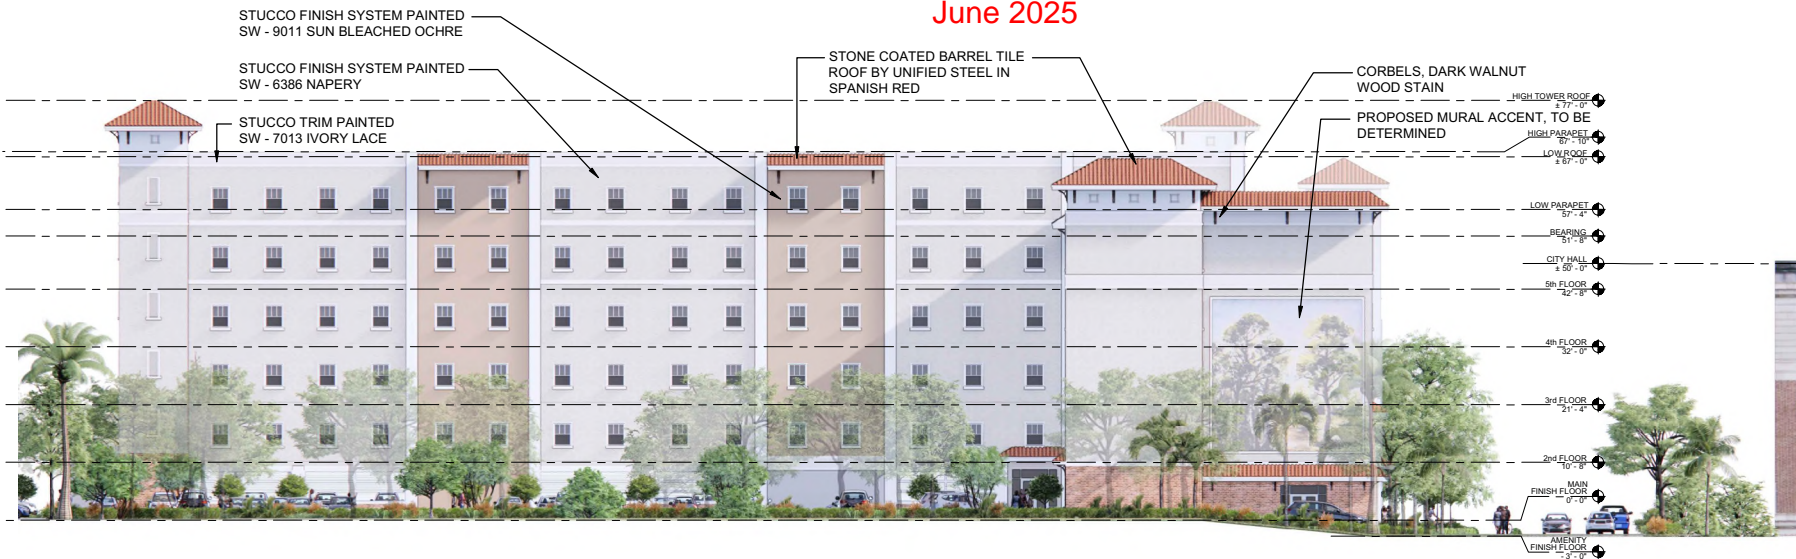 June 2025
STUCCO FINISH SYSTEM PAINTED
SW - 9011 SUN BLEACHED OCHRE
STUCCO FINISH SYSTEM PAINTED
SW - 6386 NAPERY
STUCCO TRIM PAINTED
SW - 7013 IVORY LACE
STONE COATED BARREL TILE
ROOF BY UNIFIED STEEL IN
SPANISH RED
CORBELS, DARK WALNUT
WOOD STAIN
PROPOSED MURAL ACCENT, TO BE
DETERMINED
HIGH TOWER ROOF
± 77' - 0"
HIGH PARAPET
67' - 10"
LOW ROOF
± 67' - 0"
LOW PARAPET
57' - 4"
BEARING
51' - 8"
CITY HALL
± 50' - 0"
5th FLOOR
42' - 8"
4th FLOOR
32' - 0"
3rd FLOOR
21' - 4"
2nd FLOOR
10' - 8"
MAIN
FINISH FLOOR
0' - 0"
AMENITY
FINISH FLOOR
- 3' - 0"